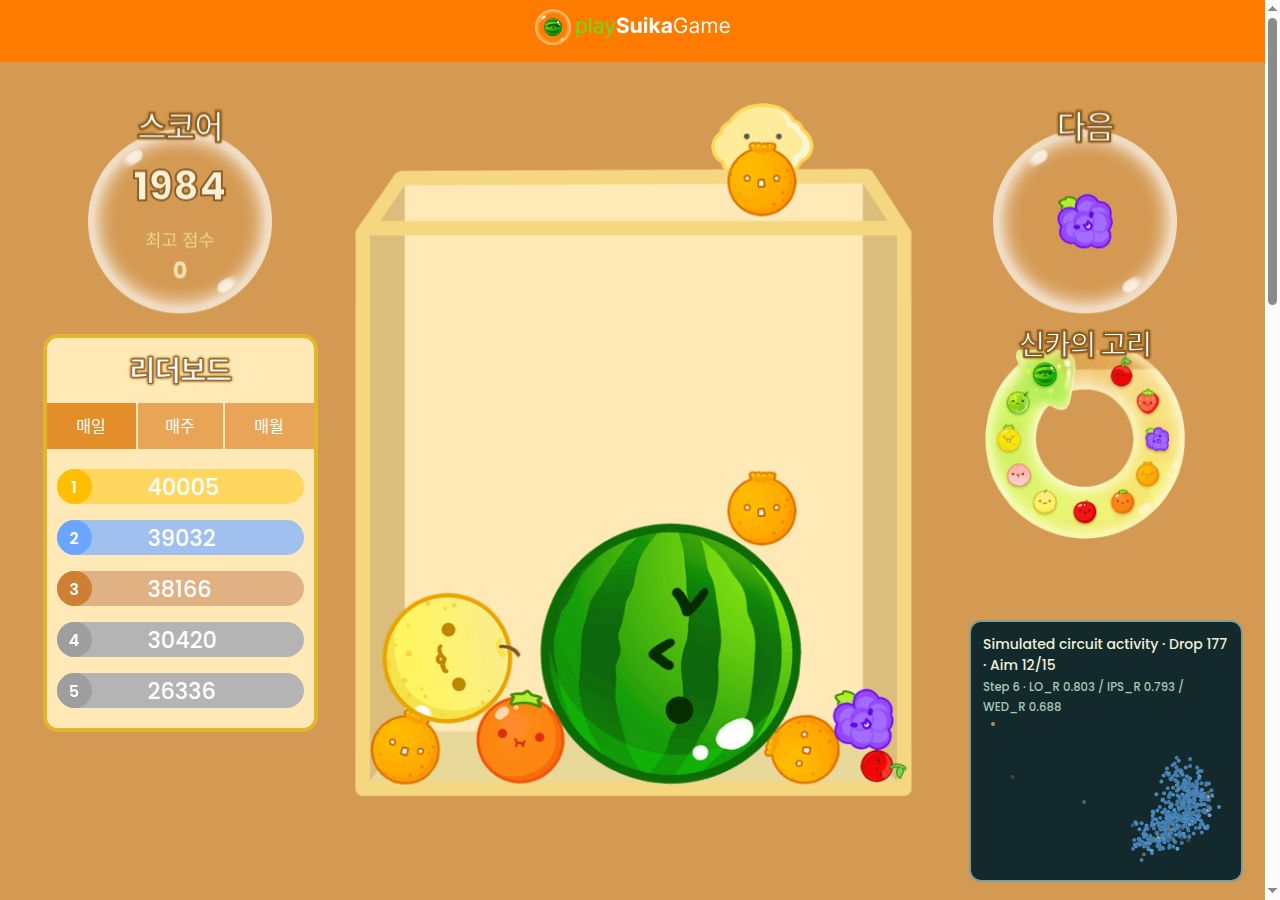 playSuikaGame
스코어
1984
최고 점수
0
다음
신카의 고리
리더보드
매일
매주
매월
1
40005
2
39032
3
38166
4
30420
5
26336
Simulated circuit activity · Drop 177
· Aim 12/15
Step 6 · LO_R 0.803 / IPS_R 0.793 /
WED_R 0.688